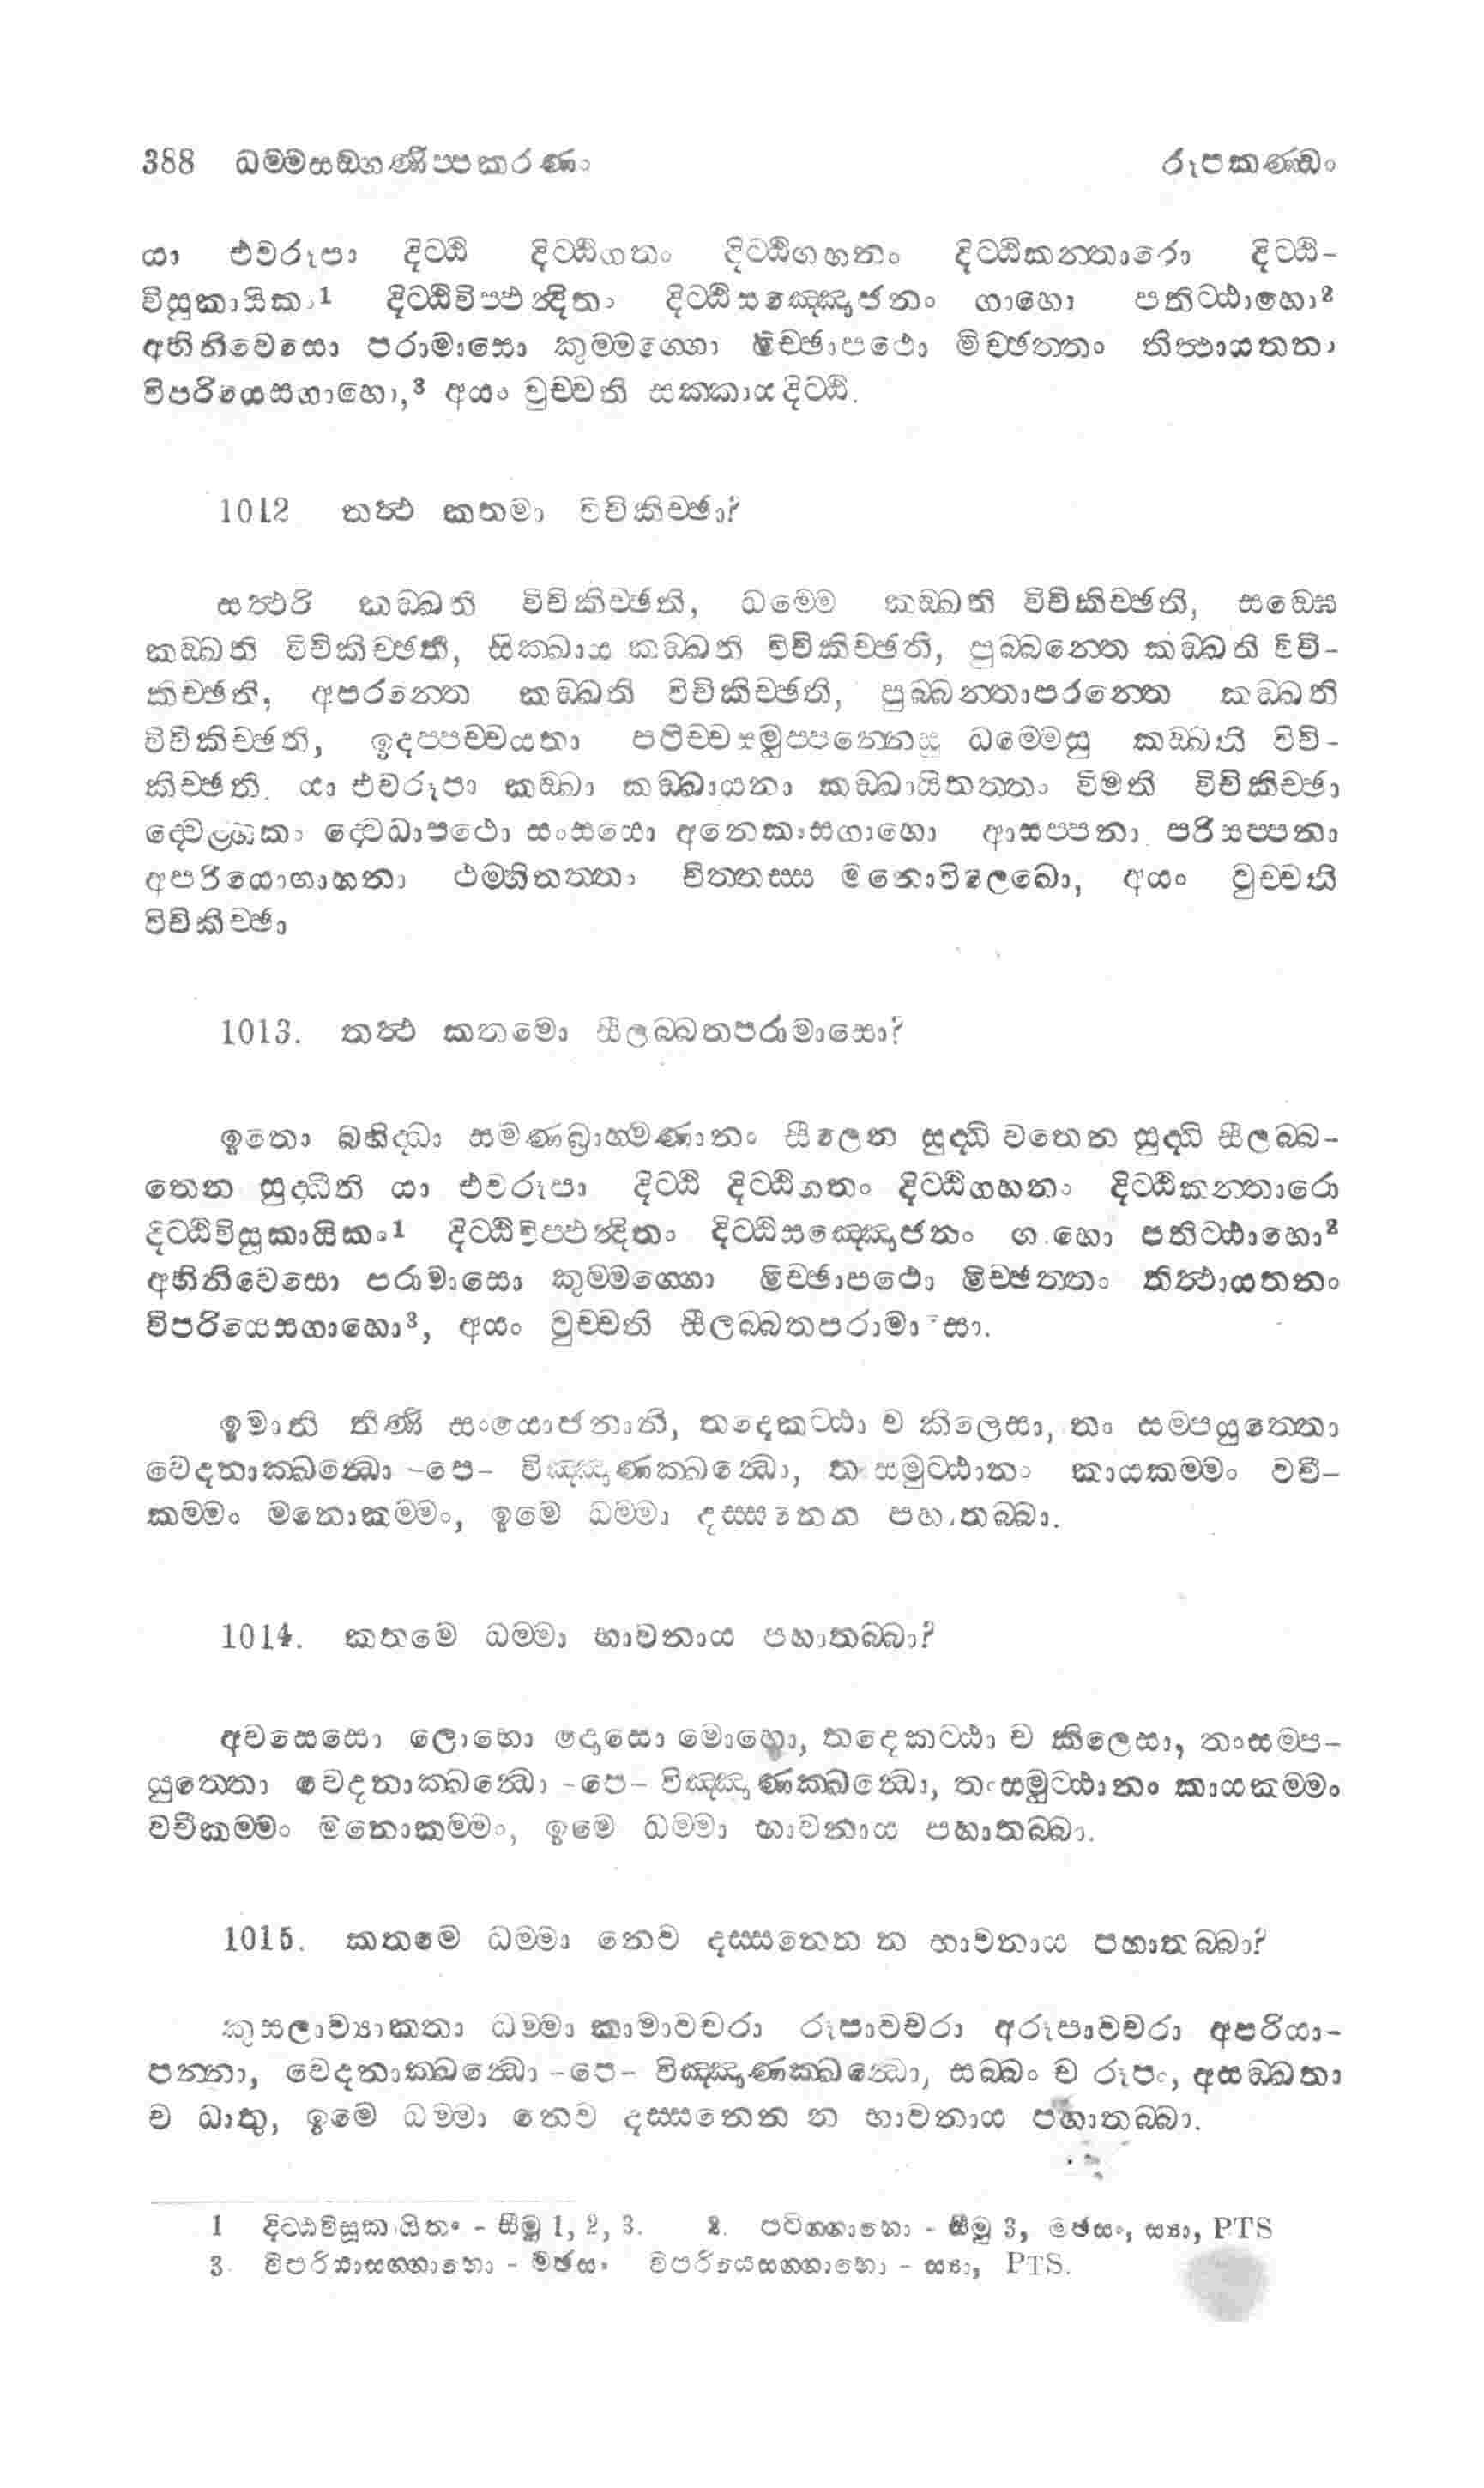 388 ධම්මසඞ්ගණීප්පකරණං රූපකණ්ඩං
යා එවරූපා දිට්ඨි දිට්ඨිගතං දිට්ඨිගහනං දිට්ඨිකන්තාරො දිට්ඨි-
විසුකායිකං1 දිට්ඨිවිප්ඵන්දිතං දිට්ඨිසඤ්ඤොජනං ගාහො පතිට්ඨාහො2
අභිනිවෙසො පරාමාසො කුම්මග්ගො මිච්ඡාපථො මිච්ඡත්තං තිත්ථායතනං
විපරියෙසගාහො,3 අයං වුච්චති සක්කායදිට්ඨි.
1012 තත්ථ කතමා විචිකිච්ඡා?
සත්ථරි කඞ්ඛති විචිකිච්ඡති, ධම්මෙ කඞ්ඛති විචිකිච්ඡති, සඞ්ඝෙ
කඞ්ඛති විචිකිච්ඡති, සික්ඛාය කඞ්ඛති විචිකිච්ඡති, පුබ්බන්තෙ කඞ්ඛති විචි-
කිච්ඡති, අපරන්තෙ කඞ්ඛති විචිකිච්ඡති, පුබ්බන්තාපරන්තෙ කඞ්ඛති
විචිකිච්ඡති, ඉදප්පච්චයතා පටිච්චසමුප්පන්නෙසු ධම්මෙසු කඞ්ඛති විචි-
කිච්ඡති. යා එවරූපා කඞ්ඛා කඞ්ඛායනා කඞ්ඛායිතත්තං විමති විචිකිච්ඡා
ද්වෙළ්හකං ද්වෙධාපථො සංසයො අනෙකංසගාහො ආසප්පනා පරිසප්පනා
අපරියොගාහනා ථම්භිතත්තං චිත්තස්ස මනොවිලෙඛො, අයං වුච්චති
විචිකිච්ඡා
1013. තත්ථ කතමො සීලබ්බතපරාමාසො?
ඉතො බහිද්ධා සමණබ්‍රාහ්මණානං සීලෙන සුද්ධි වතෙන සුද්ධි සීලබ්බ-
තෙන සුද්ධීති යා එවරූපා දිට්ඨි දිට්ඨිගතං දිට්ඨිගහනං දිට්ඨිකන්තාරො
දිට්ඨිවිසූකායිකං1 දිට්ඨිවිප්ඵන්දිතං දිට්ඨිසඤ්ඤොජනං ගාහො පතිට්ඨාහො2
අභිනිවෙසො පරාමාසො කුම්මග්ගො මිච්ඡාපථො මිච්ඡත්තං තිත්ථායතනං
විපරියෙසගාහො3, අයං වුච්චති සීලබ්බතපරාමාසො.
ඉමානි තීණි සංයොජනානි, තදෙකට්ඨා ච කිලෙසා, තං සම්පයුත්තො
වෙදනාක්ඛන්ධො -පෙ- විඤ්ඤාණක්ඛන්ධො, තංසමුට්ඨානං කායකම්මං වචී-
කම්මං මනොකම්මං, ඉමෙ ධම්මා දස්සනෙන පහාතබ්බා.
1014. කතමෙ ධම්මා භාවනාය පහාතබ්බා?
අවසෙසො ලොභො දොසො මොහො, තදෙකට්ඨා ච කිලෙසා, තංසම්ප-
යුත්තො වෙදනාක්ඛන්ධො -පෙ- විඤ්ඤාණක්ඛන්ධො, තංසමුට්ඨානං කායකම්මං
වචීකම්මං මනොකම්මං, ඉමෙ ධම්මා භාවනාය පහාතබ්බා.
1015. කතමෙ ධම්මා නෙව දස්සනෙන න භාවනාය පහාතබ්බා?
කුසලාව්‍යාකතා ධම්මා කාමාවචරා රූපාවචරා අරූපාවචරා අපරියා-
පන්නා, වෙදනාක්ඛන්ධො -පෙ- විඤ්ඤාණක්ඛන්ධො, සබ්බං ච රූපං, අසඞ්ඛතා
ච ධාතු, ඉමෙ ධම්මා නෙව දස්සනෙන න භාවනාය පහාතබ්බා.
1 දිට්ඨිවිසූකායිතං - සීමු 1, 2, 3. 2. පටිග්ගාහො - සීමු 3, මඡසං, ස්‍යා, PTS
3. විපරියාසග්ගාහො - මඡසං විපරියෙසග්ගාහො - ස්‍යා, PTS.